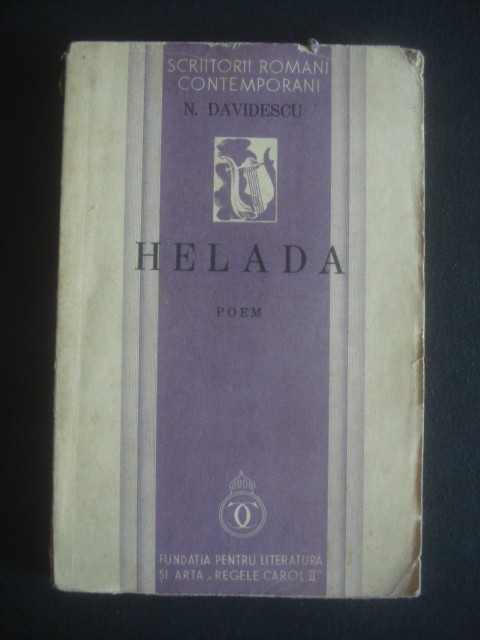 SCRIITORII ROMANI
CONTEMPORANI
N. DAVIDESCU
HELADA
POEM
FUNDATIA PENTRU LITERATURA
SI ARTA „REGELE CAROL II"